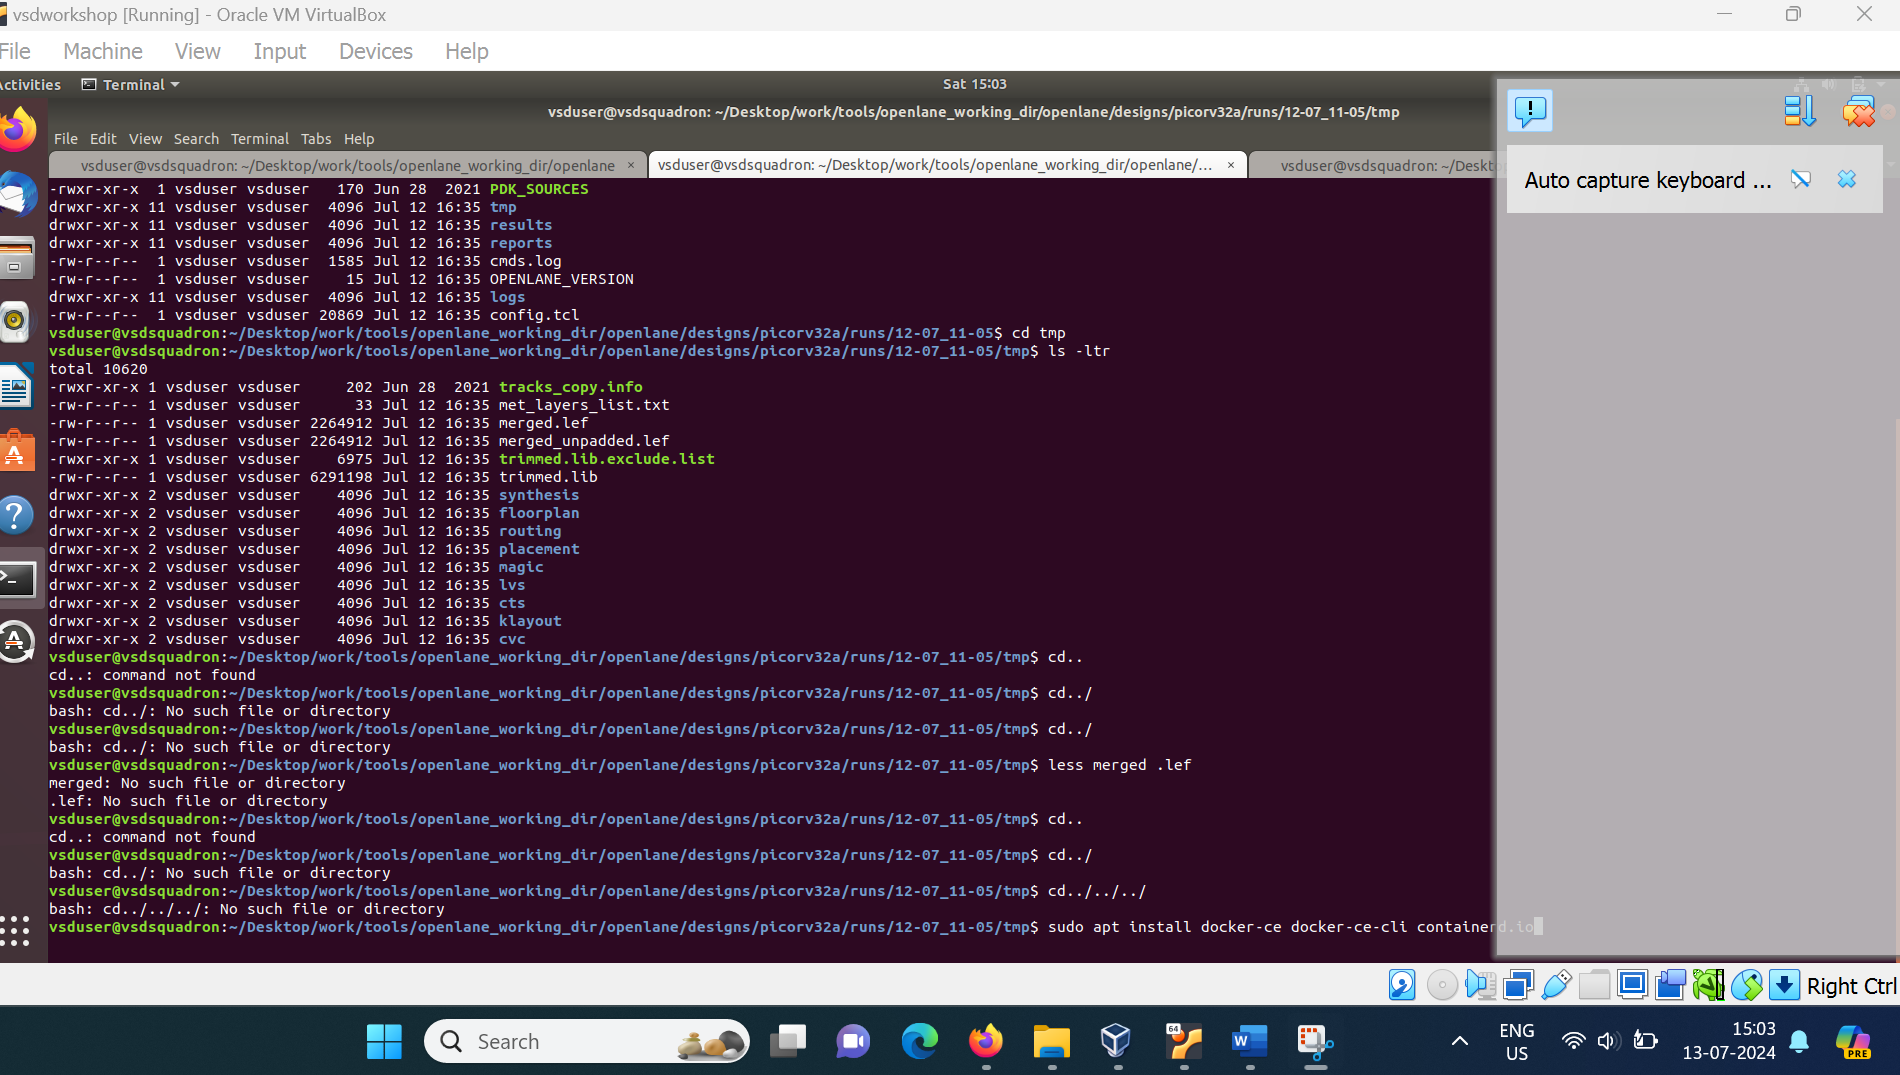 vsdworkshop [Running] - Oracle VM VirtualBox
File Machine View Input Devices Help
Activities Terminal Sat 15:03
vsduser@vsdsquadron: ~/Desktop/work/tools/openlane_working_dir/openlane/designs/picorv32a/runs/12-07_11-05/tmp
File Edit View Search Terminal Tabs Help
vsduser@vsdsquadron: ~/Desktop/work/tools/openlane_working_dir/openlane × vsduser@vsdsquadron: ~/Desktop/work/tools/openlane_working_dir/openlane/... × vsduser@vsdsquadron: ~/Deskto
Auto capture keyboard ...
-rwxr-xr-x 1 vsduser vsduser 170 Jun 28 2021 PDK_SOURCES
drwxr-xr-x 11 vsduser vsduser 4096 Jul 12 16:35 tmp
drwxr-xr-x 11 vsduser vsduser 4096 Jul 12 16:35 results
drwxr-xr-x 11 vsduser vsduser 4096 Jul 12 16:35 reports
-rw-r--r-- 1 vsduser vsduser 1585 Jul 12 16:35 cmds.log
-rw-r--r-- 1 vsduser vsduser 15 Jul 12 16:35 OPENLANE_VERSION
drwxr-xr-x 11 vsduser vsduser 4096 Jul 12 16:35 logs
-rw-r--r-- 1 vsduser vsduser 20869 Jul 12 16:35 config.tcl
vsduser@vsdsquadron:~/Desktop/work/tools/openlane_working_dir/openlane/designs/picorv32a/runs/12-07_11-05$ cd tmp
vsduser@vsdsquadron:~/Desktop/work/tools/openlane_working_dir/openlane/designs/picorv32a/runs/12-07_11-05/tmp$ ls -ltr
total 10620
-rwxr-xr-x 1 vsduser vsduser 202 Jun 28 2021 tracks_copy.info
-rw-r--r-- 1 vsduser vsduser 33 Jul 12 16:35 met_layers_list.txt
-rw-r--r-- 1 vsduser vsduser 2264912 Jul 12 16:35 merged.lef
-rw-r--r-- 1 vsduser vsduser 2264912 Jul 12 16:35 merged_unpadded.lef
-rwxr-xr-x 1 vsduser vsduser 6975 Jul 12 16:35 trimmed.lib.exclude.list
-rw-r--r-- 1 vsduser vsduser 6291198 Jul 12 16:35 trimmed.lib
drwxr-xr-x 2 vsduser vsduser 4096 Jul 12 16:35 synthesis
drwxr-xr-x 2 vsduser vsduser 4096 Jul 12 16:35 floorplan
drwxr-xr-x 2 vsduser vsduser 4096 Jul 12 16:35 routing
drwxr-xr-x 2 vsduser vsduser 4096 Jul 12 16:35 placement
drwxr-xr-x 2 vsduser vsduser 4096 Jul 12 16:35 magic
drwxr-xr-x 2 vsduser vsduser 4096 Jul 12 16:35 lvs
drwxr-xr-x 2 vsduser vsduser 4096 Jul 12 16:35 cts
drwxr-xr-x 2 vsduser vsduser 4096 Jul 12 16:35 klayout
drwxr-xr-x 2 vsduser vsduser 4096 Jul 12 16:35 cvc
vsduser@vsdsquadron:~/Desktop/work/tools/openlane_working_dir/openlane/designs/picorv32a/runs/12-07_11-05/tmp$ cd..
cd..: command not found
vsduser@vsdsquadron:~/Desktop/work/tools/openlane_working_dir/openlane/designs/picorv32a/runs/12-07_11-05/tmp$ cd../
bash: cd../: No such file or directory
vsduser@vsdsquadron:~/Desktop/work/tools/openlane_working_dir/openlane/designs/picorv32a/runs/12-07_11-05/tmp$ cd../
bash: cd../: No such file or directory
vsduser@vsdsquadron:~/Desktop/work/tools/openlane_working_dir/openlane/designs/picorv32a/runs/12-07_11-05/tmp$ less merged .lef
merged: No such file or directory
.lef: No such file or directory
vsduser@vsdsquadron:~/Desktop/work/tools/openlane_working_dir/openlane/designs/picorv32a/runs/12-07_11-05/tmp$ cd..
cd..: command not found
vsduser@vsdsquadron:~/Desktop/work/tools/openlane_working_dir/openlane/designs/picorv32a/runs/12-07_11-05/tmp$ cd../
bash: cd../: No such file or directory
vsduser@vsdsquadron:~/Desktop/work/tools/openlane_working_dir/openlane/designs/picorv32a/runs/12-07_11-05/tmp$ cd../../../
bash: cd../../../: No such file or directory
vsduser@vsdsquadron:~/Desktop/work/tools/openlane_working_dir/openlane/designs/picorv32a/runs/12-07_11-05/tmp$ sudo apt install docker-ce docker-ce-cli containerd.io
Right Ctrl
Search
64
W
ENG
US
15:03
13-07-2024
PRE